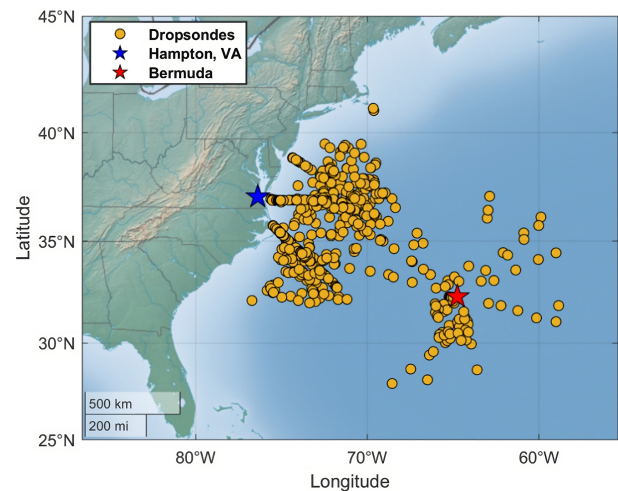 45°N
Dropsondes
Hampton, VA
Bermuda
40°N
Latitude
35°N
30°N
500 km
200 mi
25°N
80°W
70°W
60°W
Longitude